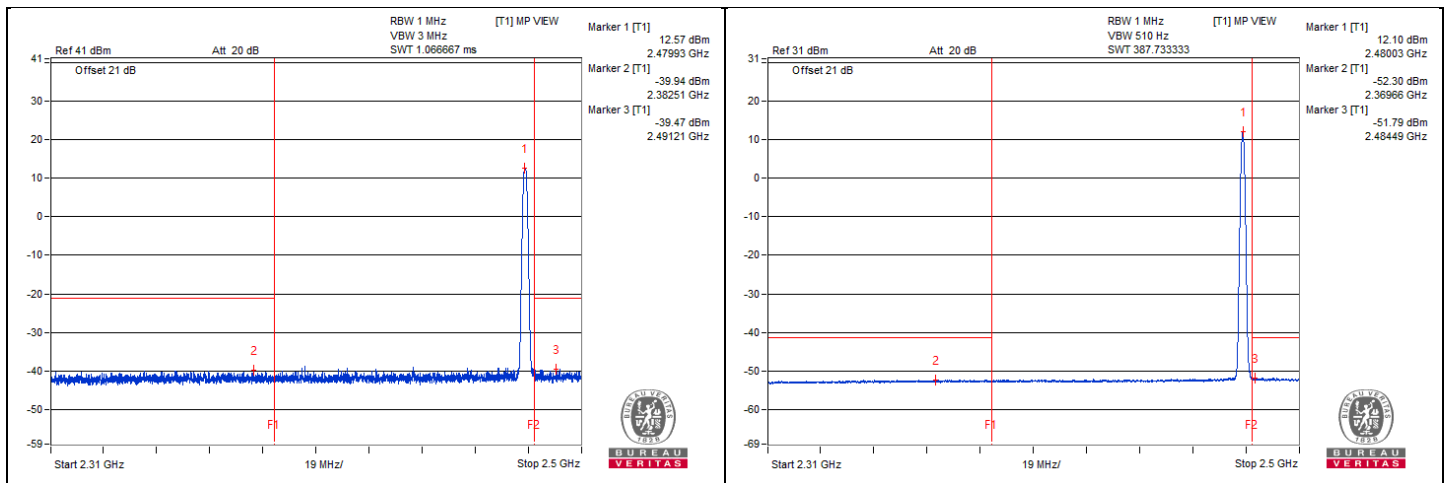 RBW 1 MHz [T1] MP VIEW
VBW 3 MHz
SWT 1.066667 ms
Ref 41 dBm Att 20 dB
Offset 21 dB
Marker 1 [T1]
12.57 dBm
2.47993 GHz
Marker 2 [T1]
-39.94 dBm
2.38251 GHz
Marker 3 [T1]
-39.47 dBm
2.49121 GHz
41
30
20
10
0
-10
-20
-30
-40
-50
-59
1
2
3
F1
F2
Start 2.31 GHz 19 MHz/ Stop 2.5 GHz
BUREAU VERITAS
1828
BUREAU
VERITAS
RBW 1 MHz [T1] MP VIEW
VBW 510 Hz
SWT 387.733333
Ref 31 dBm Att 20 dB
Offset 21 dB
Marker 1 [T1]
12.10 dBm
2.48003 GHz
Marker 2 [T1]
-52.30 dBm
2.36966 GHz
Marker 3 [T1]
-51.79 dBm
2.48449 GHz
31
20
10
0
-10
-20
-30
-40
-50
-60
-69
1
2
3
F1
F2
Start 2.31 GHz 19 MHz/ Stop 2.5 GHz
BUREAU VERITAS
1828
BUREAU
VERITAS